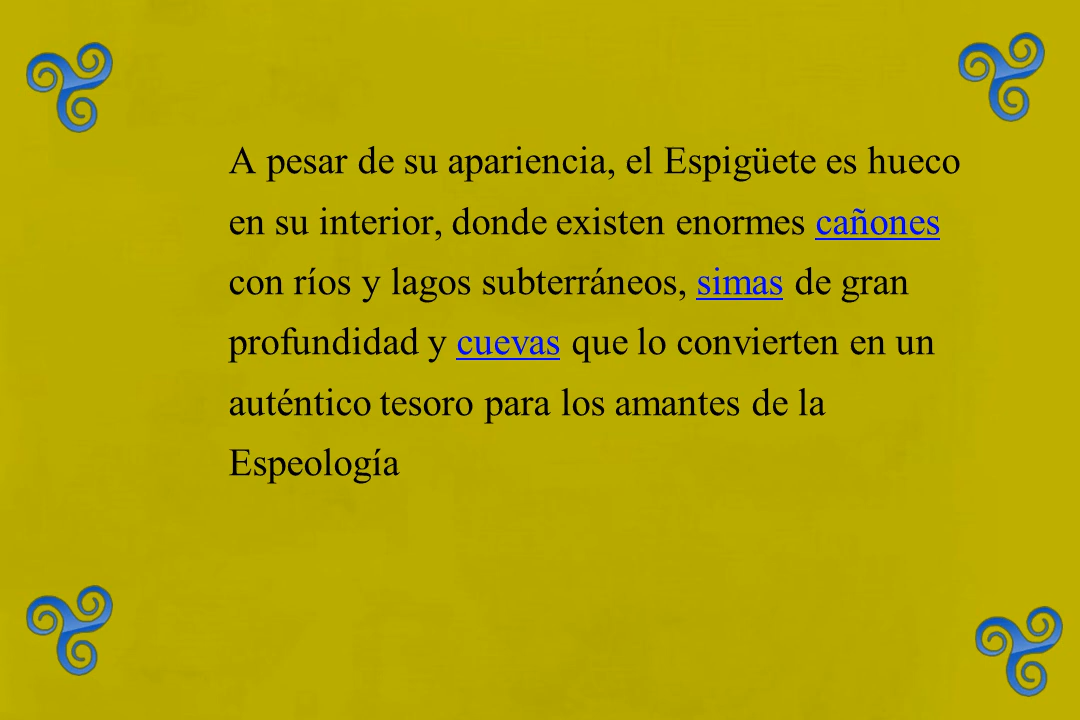 A pesar de su apariencia, el Espigüete es hueco
en su interior, donde existen enormes cañones
con ríos y lagos subterráneos, simas de gran
profundidad y cuevas que lo convierten en un
auténtico tesoro para los amantes de la
Espeología